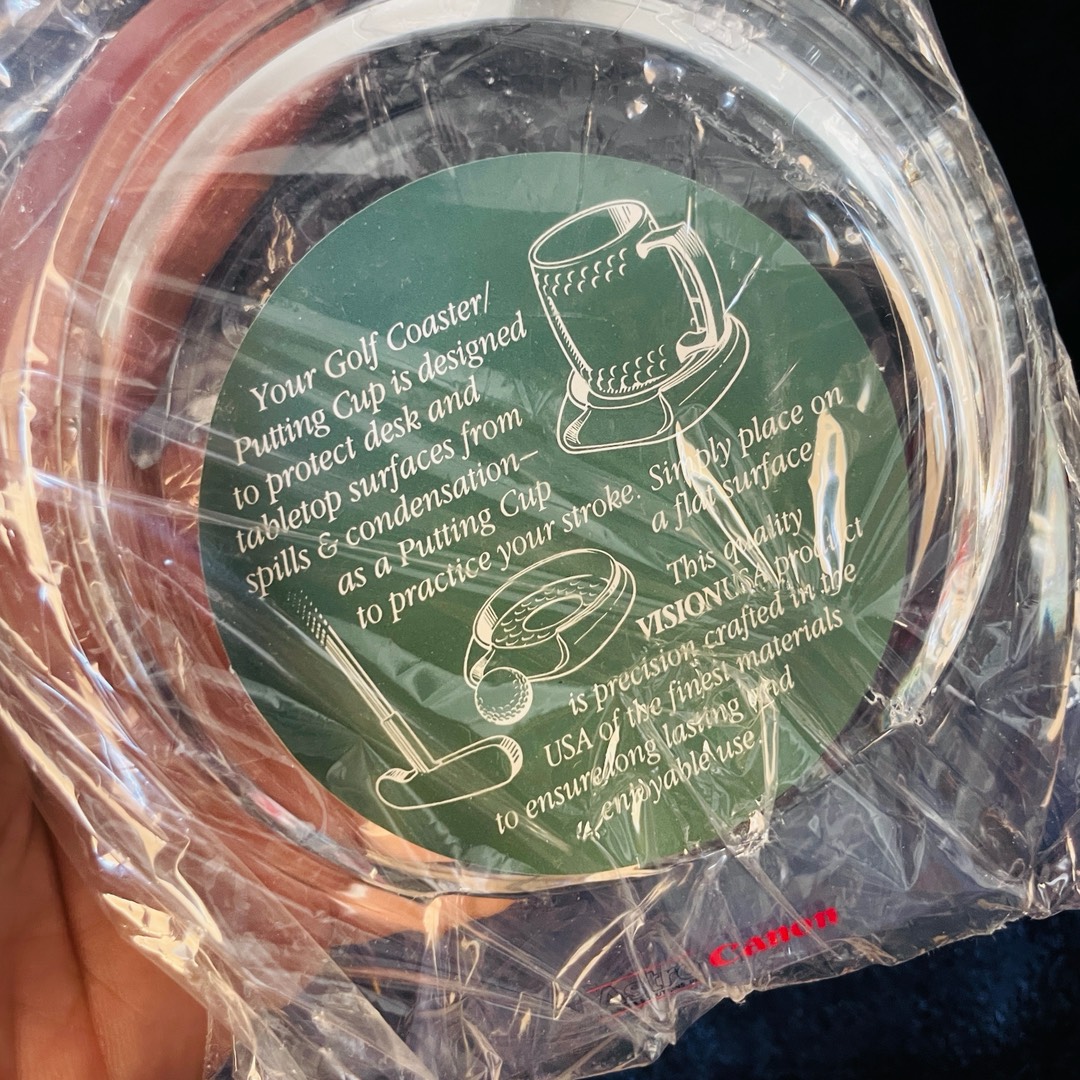 Your Golf Coaster/
Putting Cup is designed
to protect desk and
tabletop surfaces from
spills & condensation–
as a Putting Cup
to practice your stroke. Simply place on
a flat surface.
This quality
VISIONUSA product
is precision crafted in the
USA of the finest materials
to ensure long lasting and
enjoyable use.
Canon